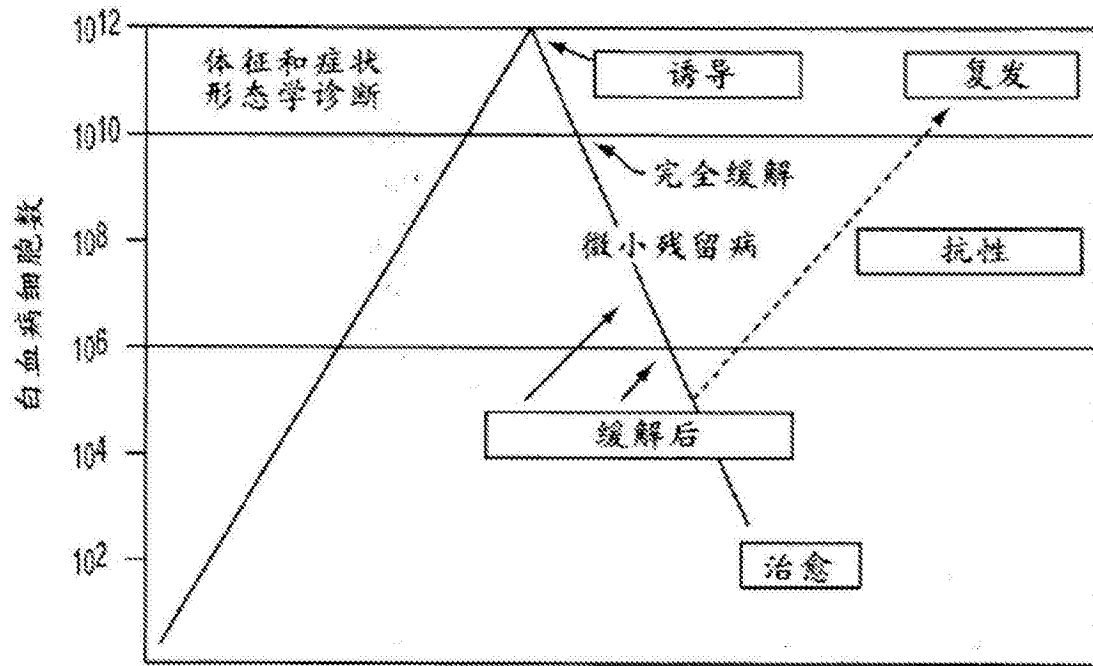 10¹²
体征和症状
形态学诊断
诱导
复发
10¹⁰
完全缓解
微小残留病
10⁸
抗性
白血病细胞数
10⁶
缓解后
10⁴
10²
治愈